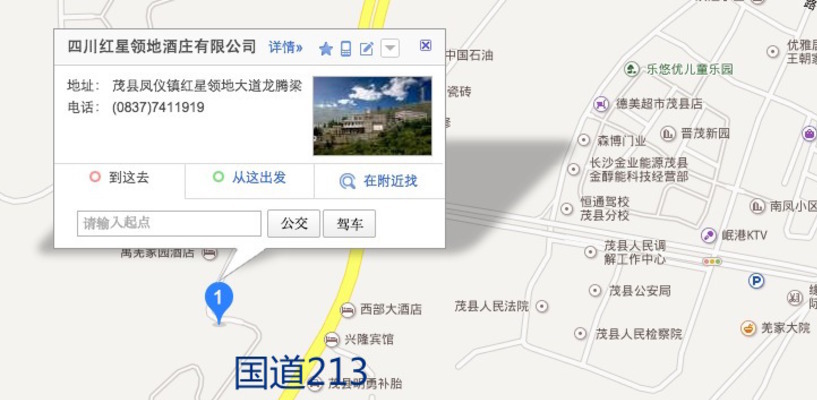 四川红星领地酒庄有限公司 详情»
地址： 茂县凤仪镇红星领地大道龙腾梁
电话： (0837)7411919
到这去
从这出发
在附近找
请输入起点
公交
驾车
1
中国石油
瓷砖
修
路
优雅居
王朝家
乐悠优儿童乐园
德美超市茂县店
森博门业
晋茂新园
长沙金业能源茂县
金醇能科技经营部
恒通驾校
茂县分校
南凤小区
岷港KTV
茂县人民调
解工作中心
P
茂县公安局
茂县人民法院
茂县人民检察院
羌家大院
西部大酒店
兴隆宾馆
国道213
茂县明勇补胎